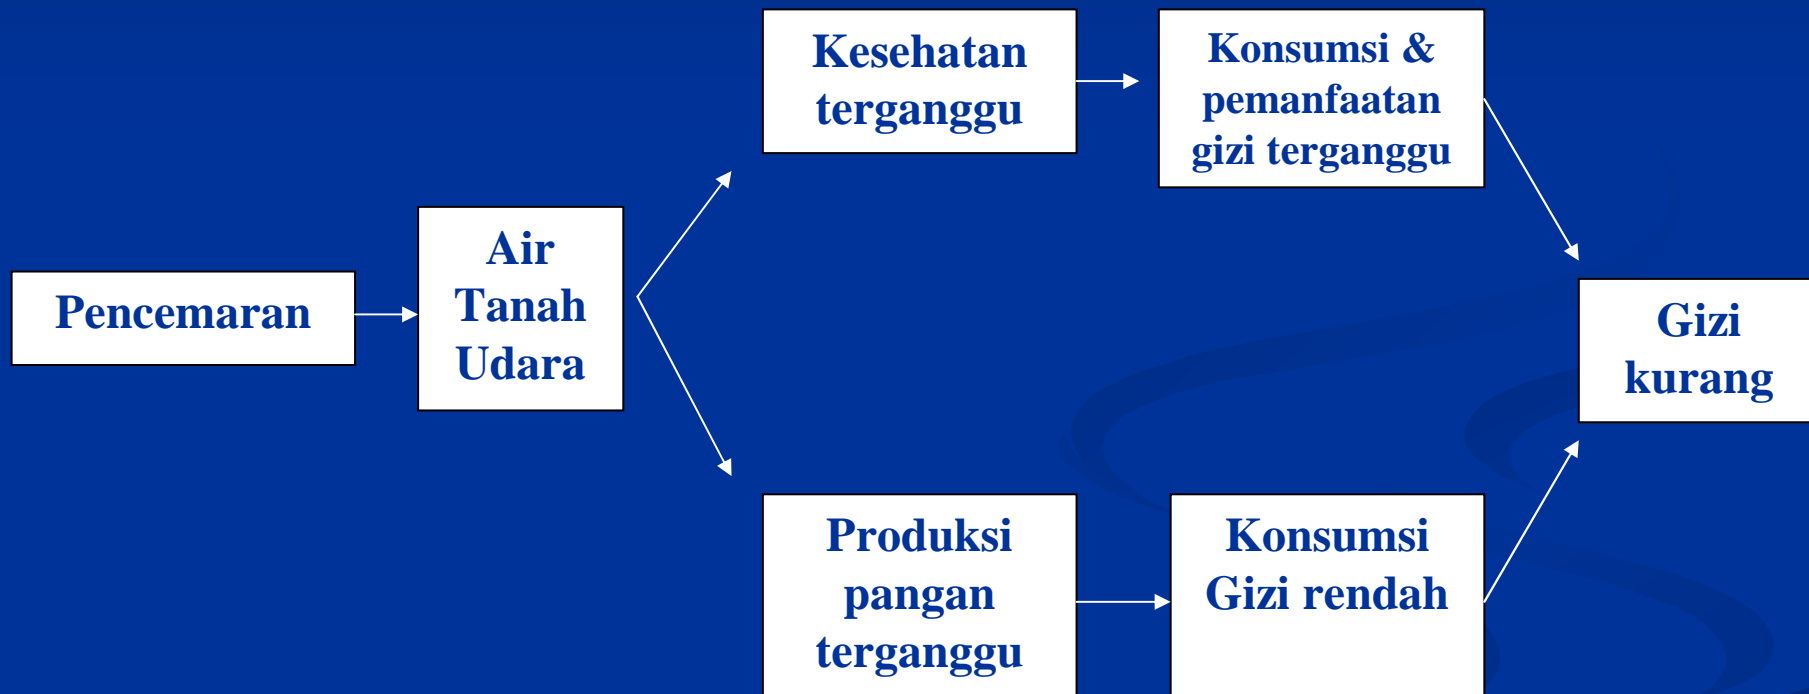 Pencemaran
Air
Tanah
Udara
Kesehatan
terganggu
Konsumsi &
pemanfaatan
gizi terganggu
Produksi
pangan
terganggu
Konsumsi
Gizi rendah
Gizi
kurang